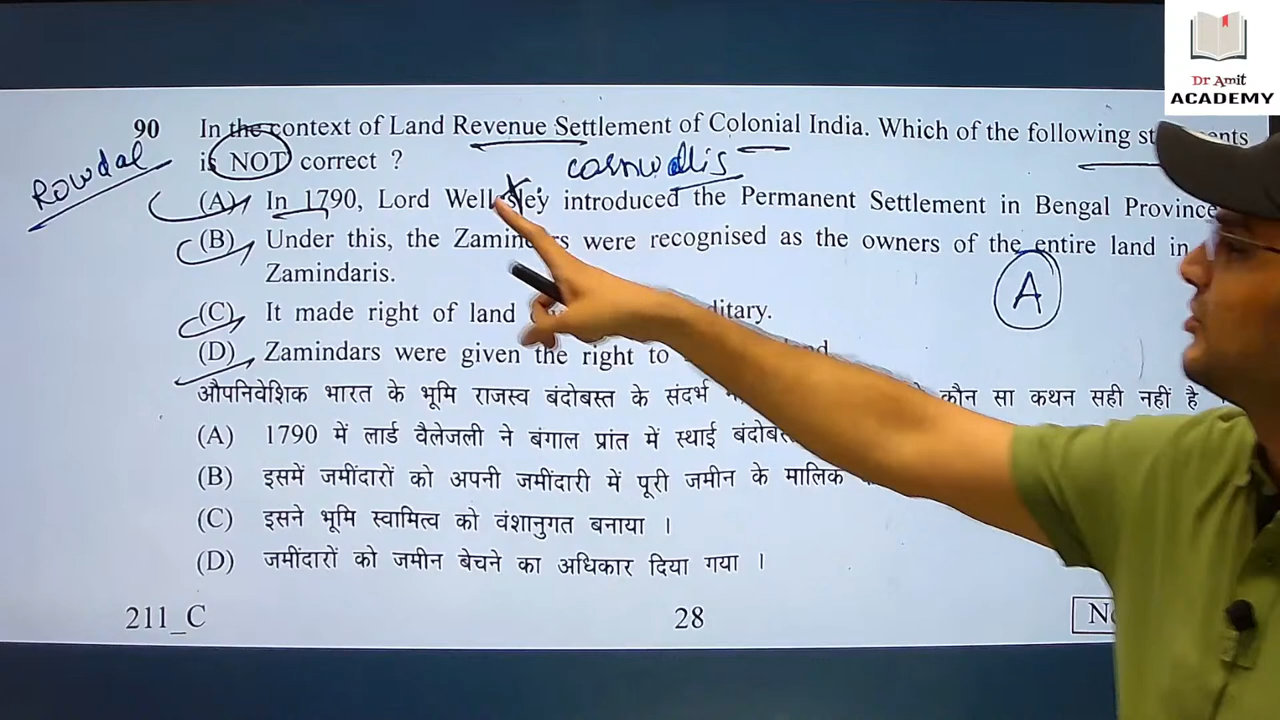 Dr Amit
ACADEMY
90 In the context of Land Revenue Settlement of Colonial India. Which of the following
is NOT correct ?
cornwallis
Rowdal
(A) In 1790, Lord Wellesley introduced the Permanent Settlement in Bengal Province
(B) Under this, the Zamindars were recognised as the owners of the entire land in
Zamindaris.
A
(C) It made right of land
(D) Zamindars were given the right to
औपनिवेशिक भारत के भूमि राजस्व बंदोबस्त के संदर्भ कौन सा कथन सही नहीं है
(A) 1790 में लार्ड वैलेजली ने बंगाल प्रांत में स्थाई
(B) इसमें जमींदारों को अपनी जमींदारी में पूरी जमीन के मालिक
(C) इसने भूमि स्वामित्व को वंशानुगत बनाया ।
(D) जमींदारों को जमीन बेचने का अधिकार दिया गया ।
211_C 28